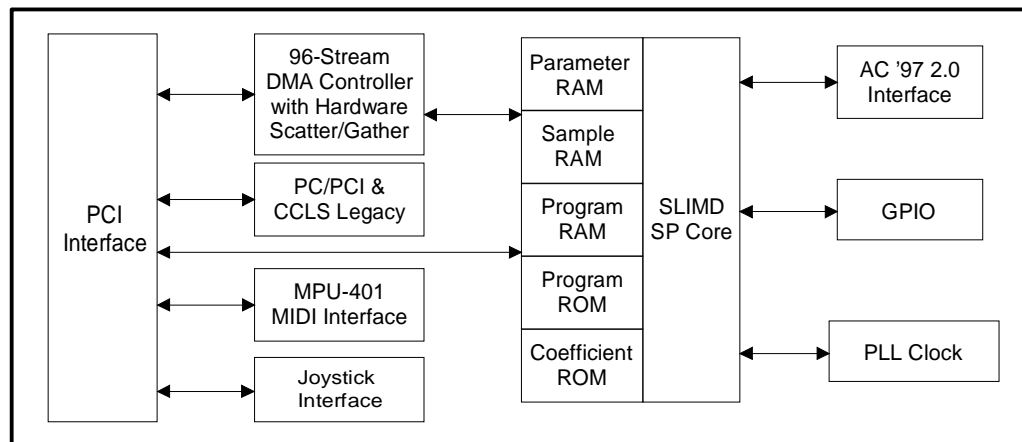 PCI
Interface
96-Stream
DMA Controller
with Hardware
Scatter/Gather
PC/PCI &
CCLS Legacy
MPU-401
MIDI Interface
Joystick
Interface
Parameter
RAM
Sample
RAM
Program
RAM
Program
ROM
Coefficient
ROM
SLIMD
SP Core
AC '97 2.0
Interface
GPIO
PLL Clock